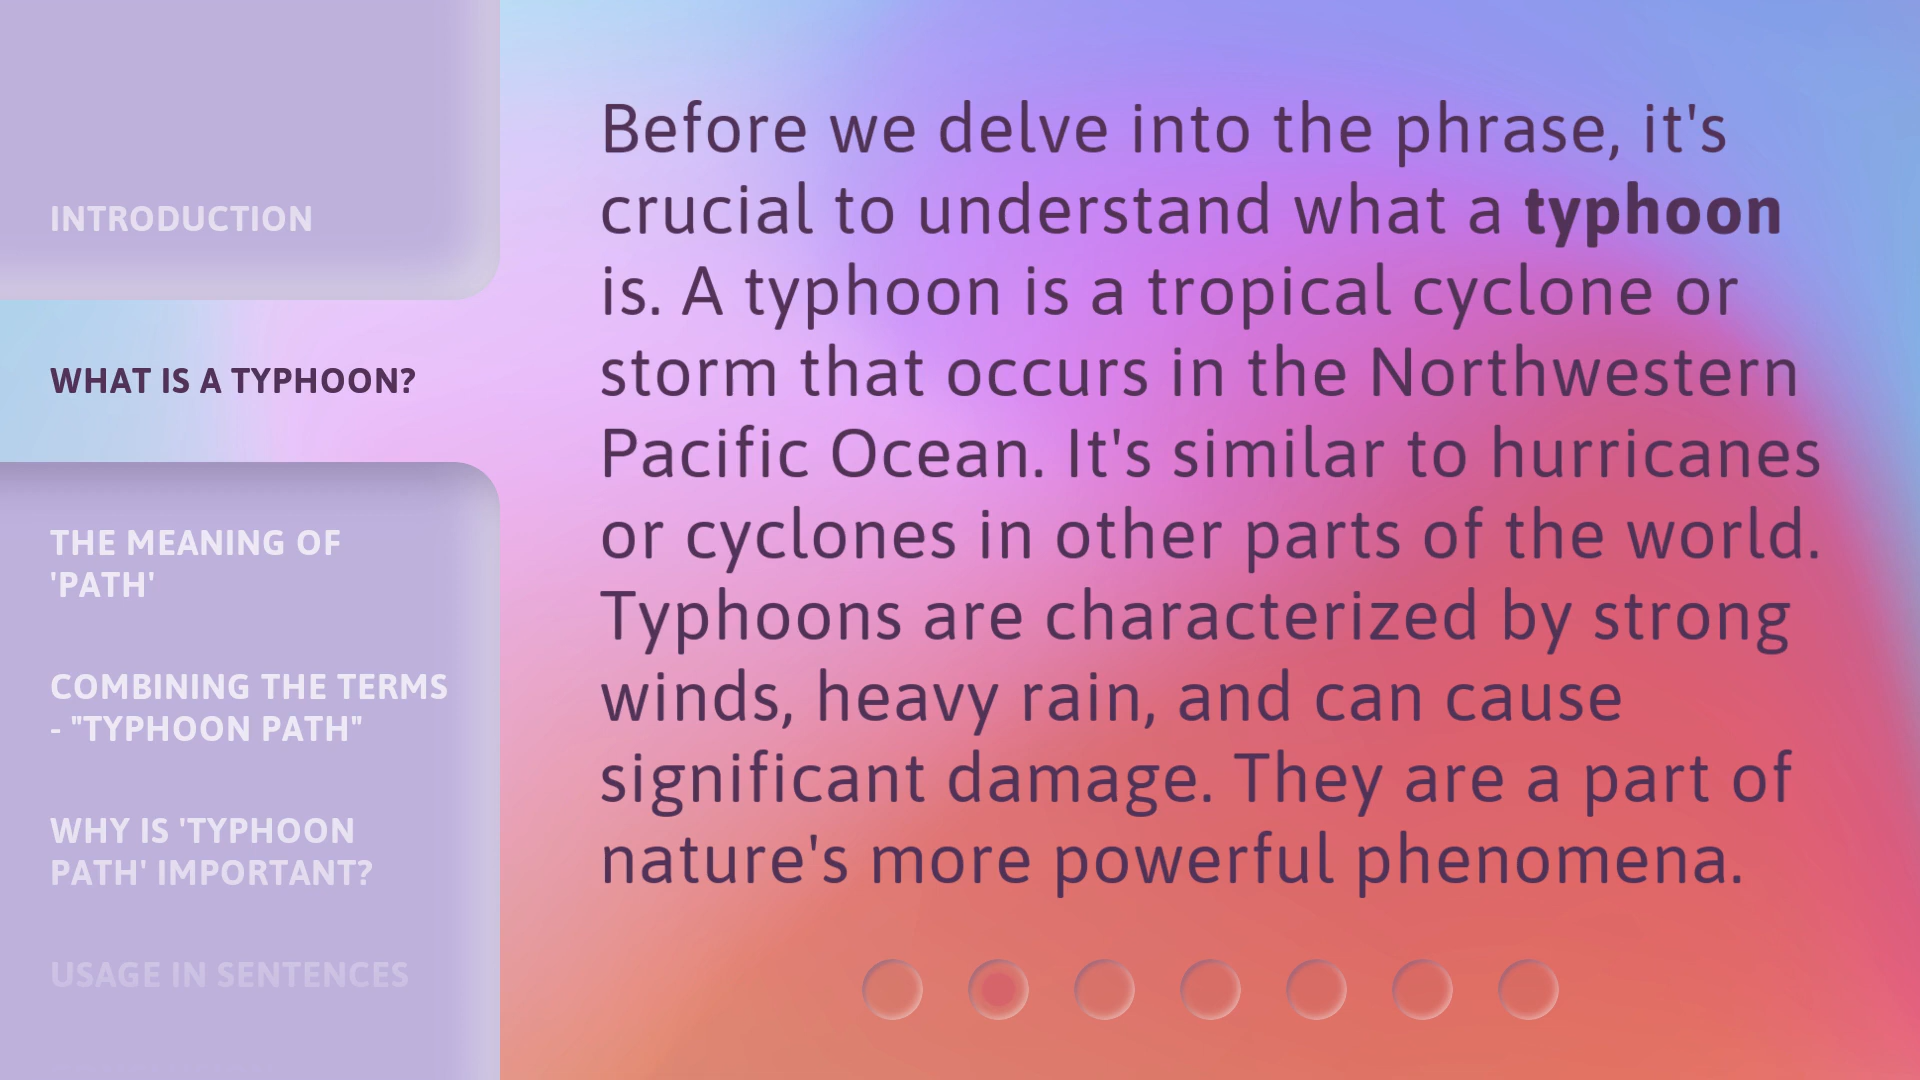 INTRODUCTION
WHAT IS A TYPHOON?
THE MEANING OF
'PATH'
COMBINING THE TERMS
- "TYPHOON PATH"
WHY IS 'TYPHOON
PATH' IMPORTANT?
USAGE IN SENTENCES
Before we delve into the phrase, it's
crucial to understand what a typhoon
is. A typhoon is a tropical cyclone or
storm that occurs in the Northwestern
Pacific Ocean. It's similar to hurricanes
or cyclones in other parts of the world.
Typhoons are characterized by strong
winds, heavy rain, and can cause
significant damage. They are a part of
nature's more powerful phenomena.